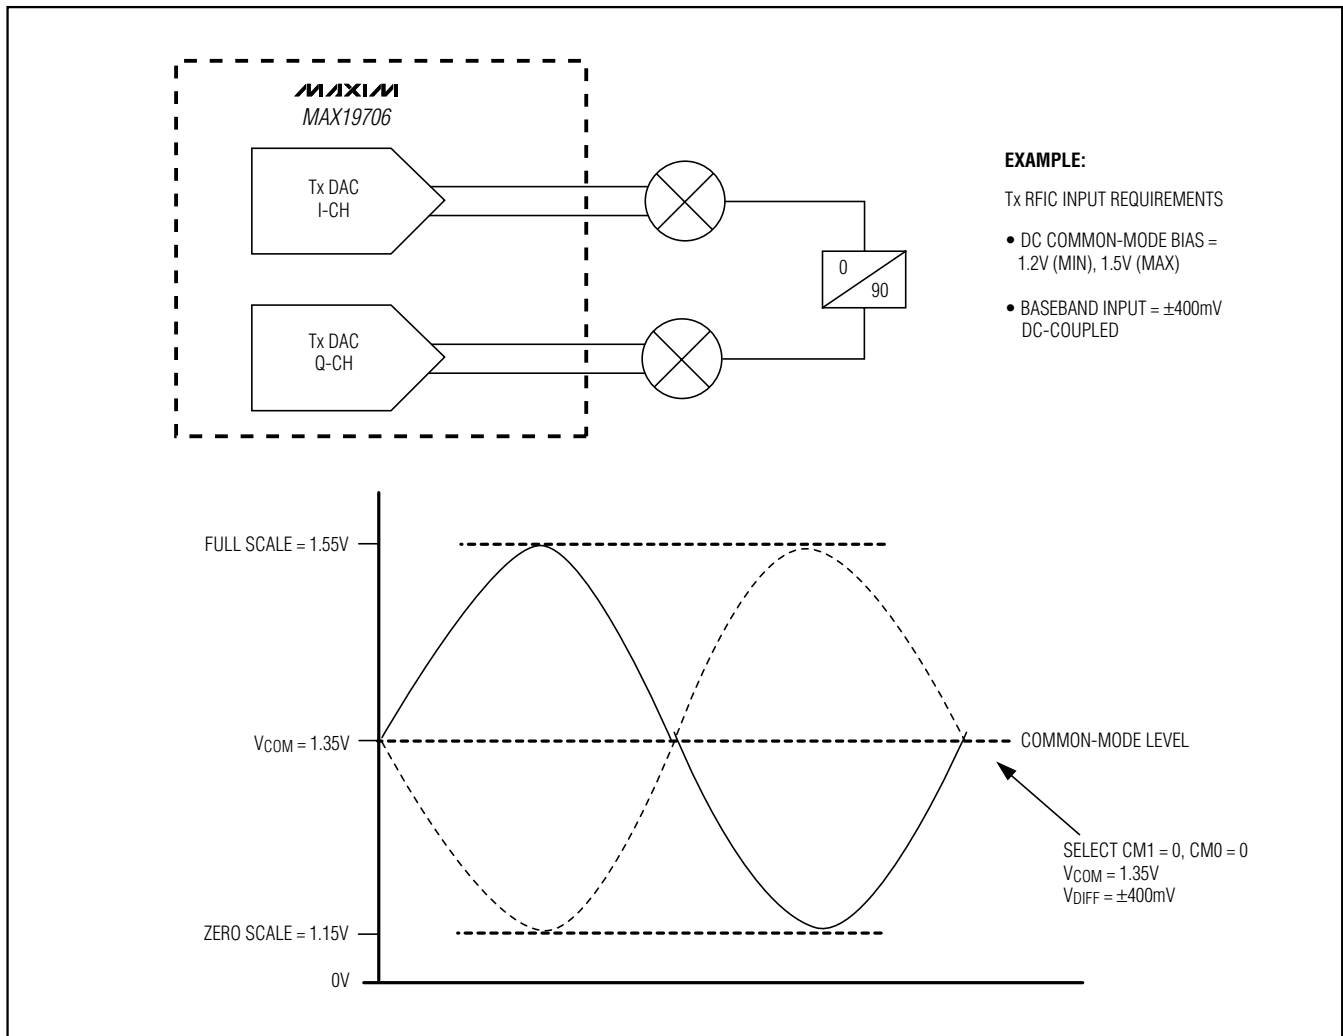 MAXIM
MAX19706
Tx DAC
I-CH
Tx DAC
Q-CH
0
90
EXAMPLE:
Tx RFIC INPUT REQUIREMENTS
• DC COMMON-MODE BIAS =
1.2V (MIN), 1.5V (MAX)
• BASEBAND INPUT = ±400mV
DC-COUPLED
FULL SCALE = 1.55V
VCOM = 1.35V
COMMON-MODE LEVEL
SELECT CM1 = 0, CM0 = 0
VCOM = 1.35V
VDIFF = ±400mV
ZERO SCALE = 1.15V
0V